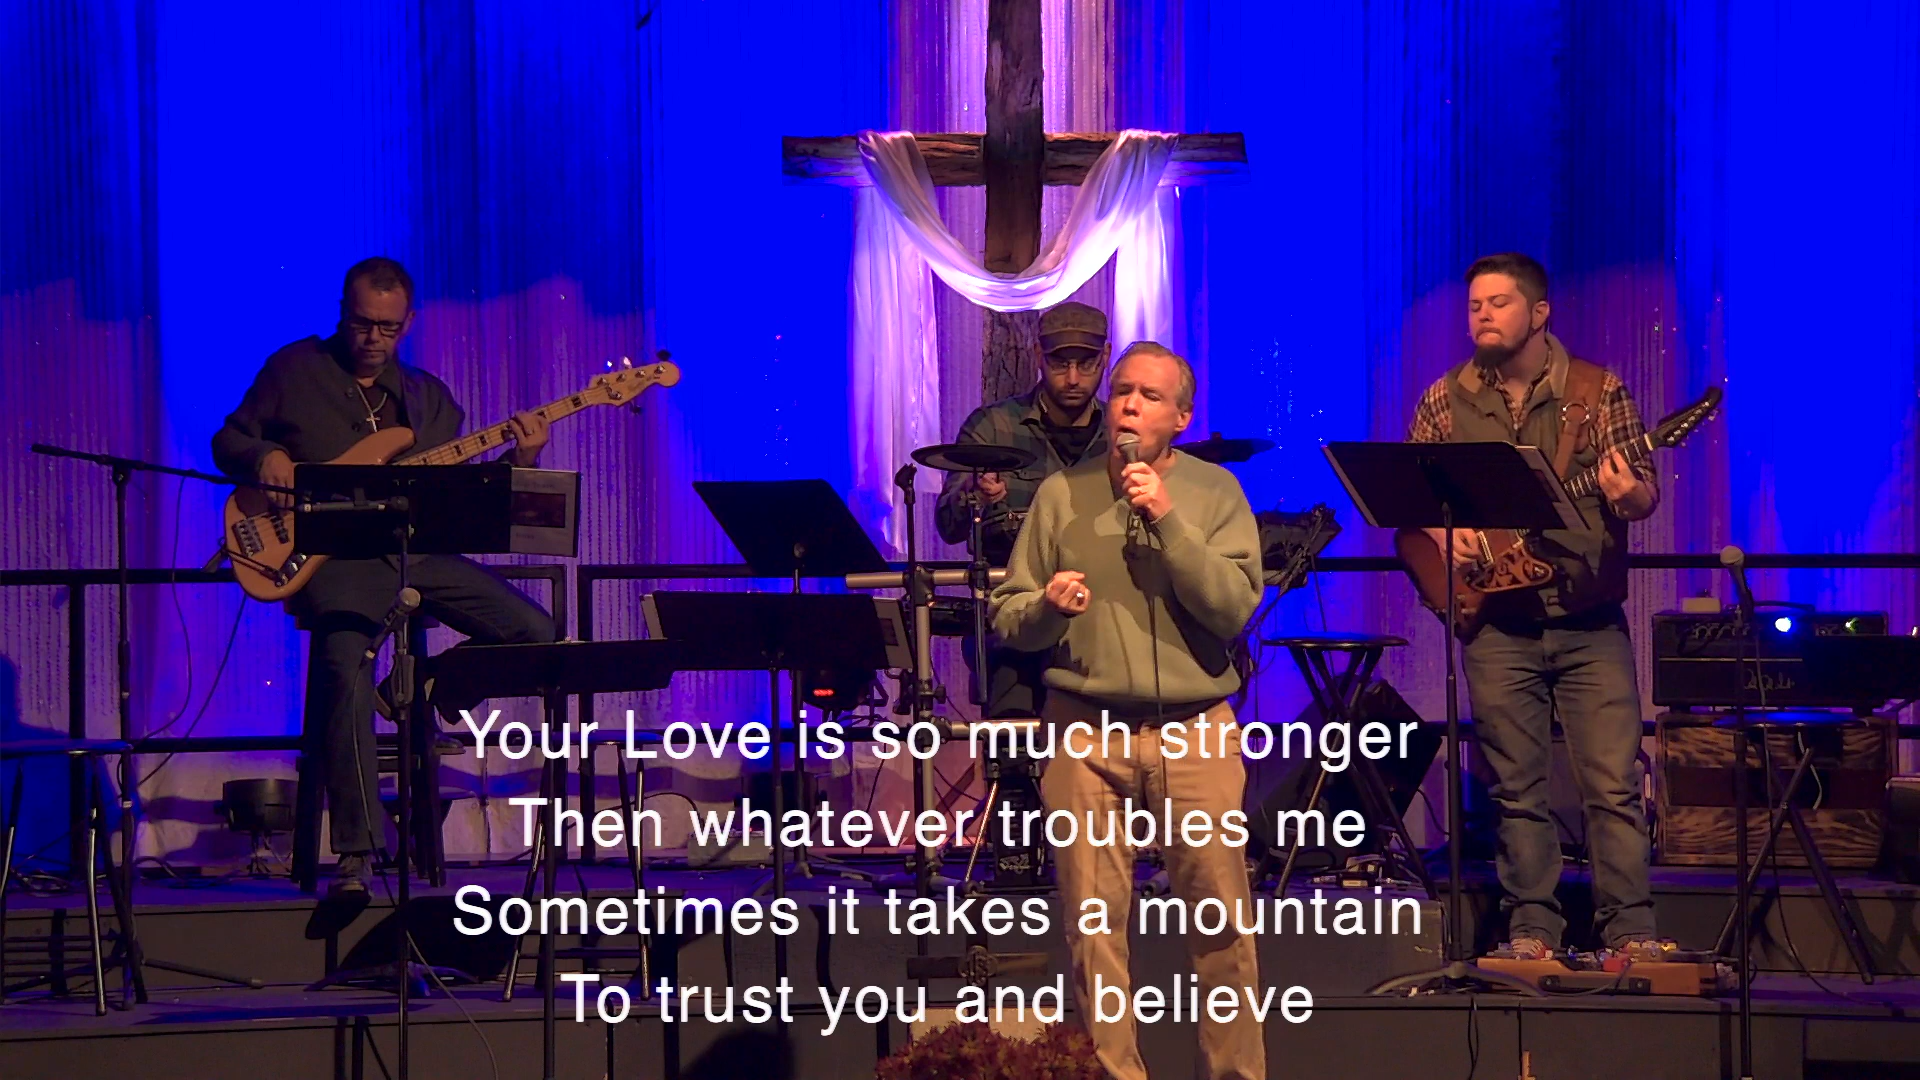 Your Love is so much stronger
Then whatever troubles me
Sometimes it takes a mountain
To trust you and believe